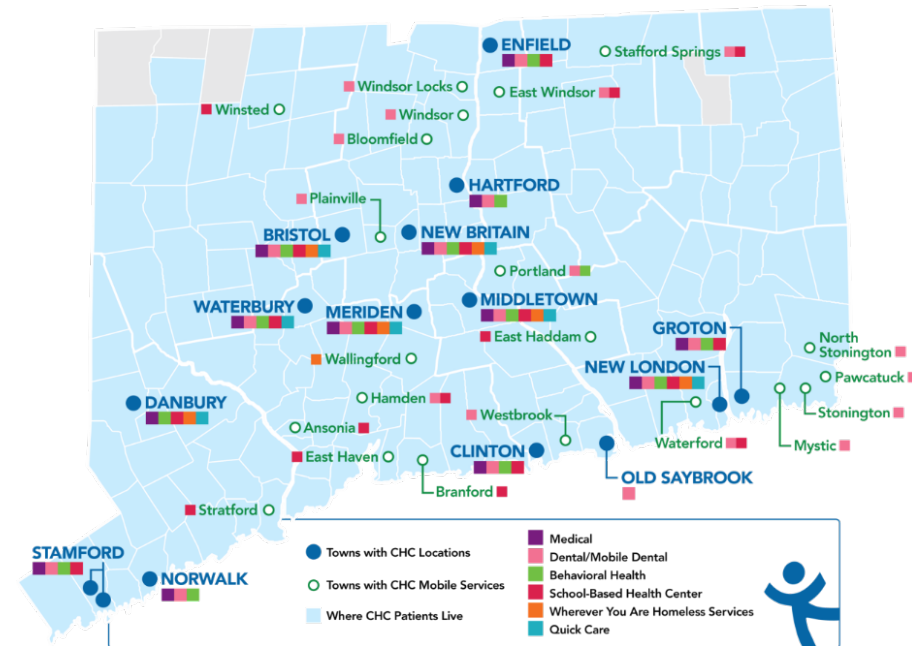 ENFIELD
Stafford Springs
Windsor Locks
East Windsor
Winsted
Windsor
Bloomfield
HARTFORD
Plainville
BRISTOL
NEW BRITAIN
Portland
WATERBURY
MERIDEN
MIDDLETOWN
East Haddam
GROTON
North
Stonington
Wallingford
NEW LONDON
Pawcatuck
DANBURY
Hamden
Westbrook
Stonington
Ansonia
Waterford
Mystic
East Haven
CLINTON
OLD SAYBROOK
Branford
Stratford
STAMFORD
NORWALK
Towns with CHC Locations
Towns with CHC Mobile Services
Where CHC Patients Live
Medical
Dental/Mobile Dental
Behavioral Health
School-Based Health Center
Wherever You Are Homeless Services
Quick Care